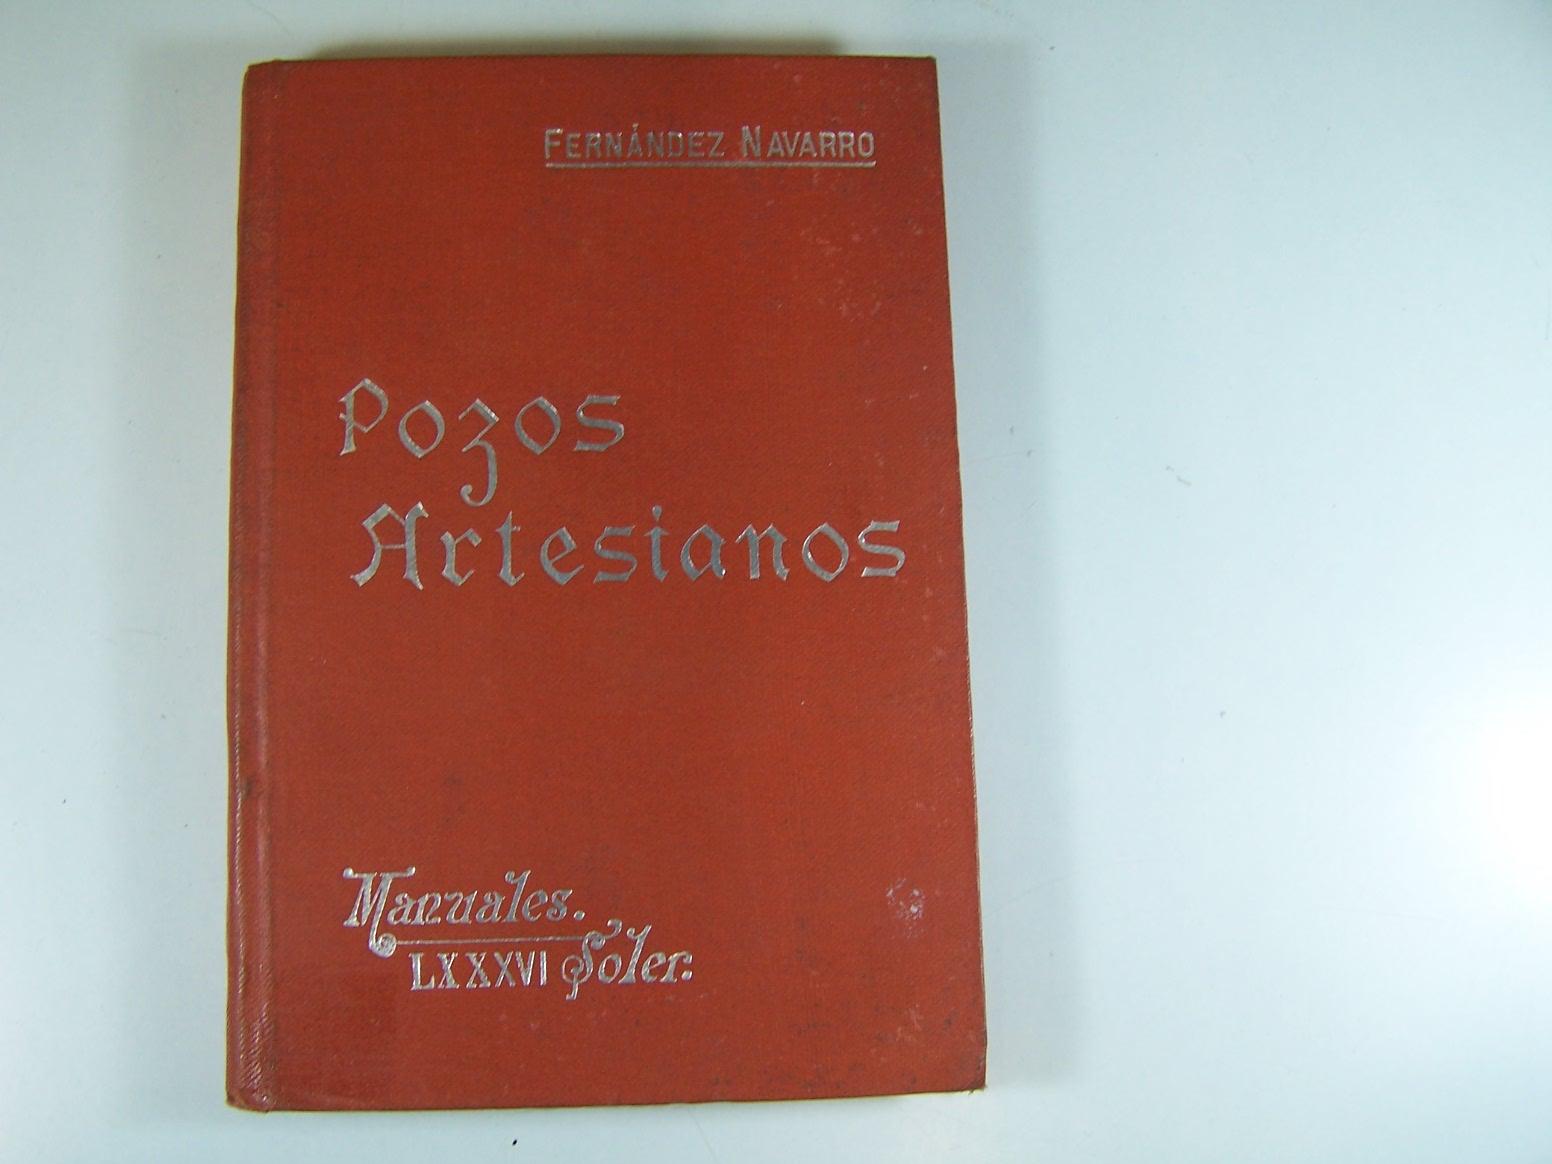 FERNÁNDEZ NAVARRO
Pozos
Artesianos
Manuales.
LXXXVI Soler: